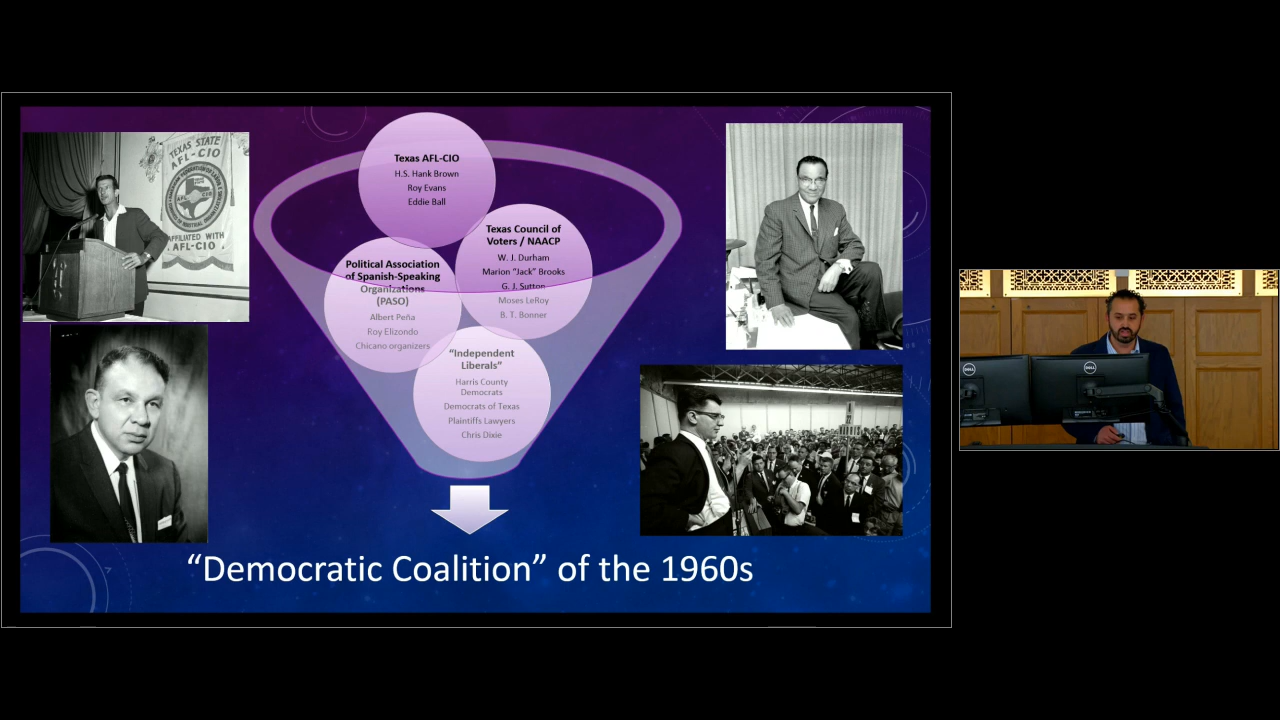 TEXAS STATE
AFL-CIO
AFFILIATED WITH
AFL-CIO
Texas AFL-CIO
H.S. Hank Brown
Roy Evans
Eddie Ball
Texas Council of
Voters / NAACP
W. J. Durham
Marion “Jack” Brooks
G. J. Sutton
Moses LeRoy
B. T. Bonner
Political Association
of Spanish-Speaking
Organizations
(PASO)
Albert Peña
Roy Elizondo
Chicano organizers
“Independent
Liberals”
Harris County
Democrats
Democrats of Texas
Plaintiffs Lawyers
Chris Dixie
“Democratic Coalition” of the 1960s
DELL
DELL